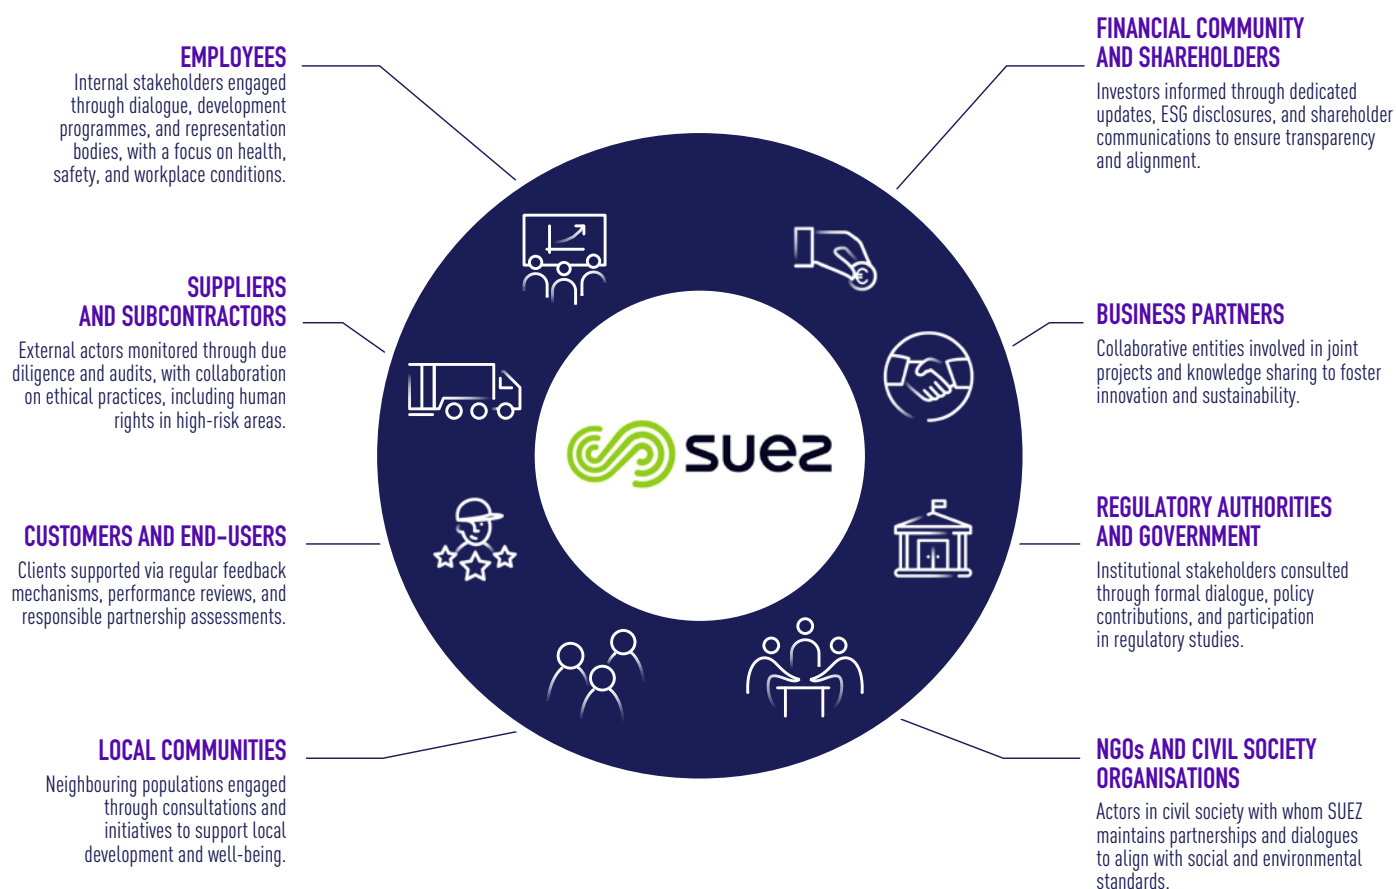 EMPLOYEES
Internal stakeholders engaged
through dialogue, development
programmes, and representation
bodies, with a focus on health,
safety, and workplace conditions.
SUPPLIERS
AND SUBCONTRACTORS
External actors monitored through due
diligence and audits, with collaboration
on ethical practices, including human
rights in high-risk areas.
CUSTOMERS AND END-USERS
Clients supported via regular feedback
mechanisms, performance reviews, and
responsible partnership assessments.
LOCAL COMMUNITIES
Neighbouring populations engaged
through consultations and
initiatives to support local
development and well-being.
€
suez
FINANCIAL COMMUNITY
AND SHAREHOLDERS
Investors informed through dedicated
updates, ESG disclosures, and shareholder
communications to ensure transparency
and alignment.
BUSINESS PARTNERS
Collaborative entities involved in joint
projects and knowledge sharing to foster
innovation and sustainability.
REGULATORY AUTHORITIES
AND GOVERNMENT
Institutional stakeholders consulted
through formal dialogue, policy
contributions, and participation
in regulatory studies.
NGOs AND CIVIL SOCIETY
ORGANISATIONS
Actors in civil society with whom SUEZ
maintains partnerships and dialogues
to align with social and environmental
standards.